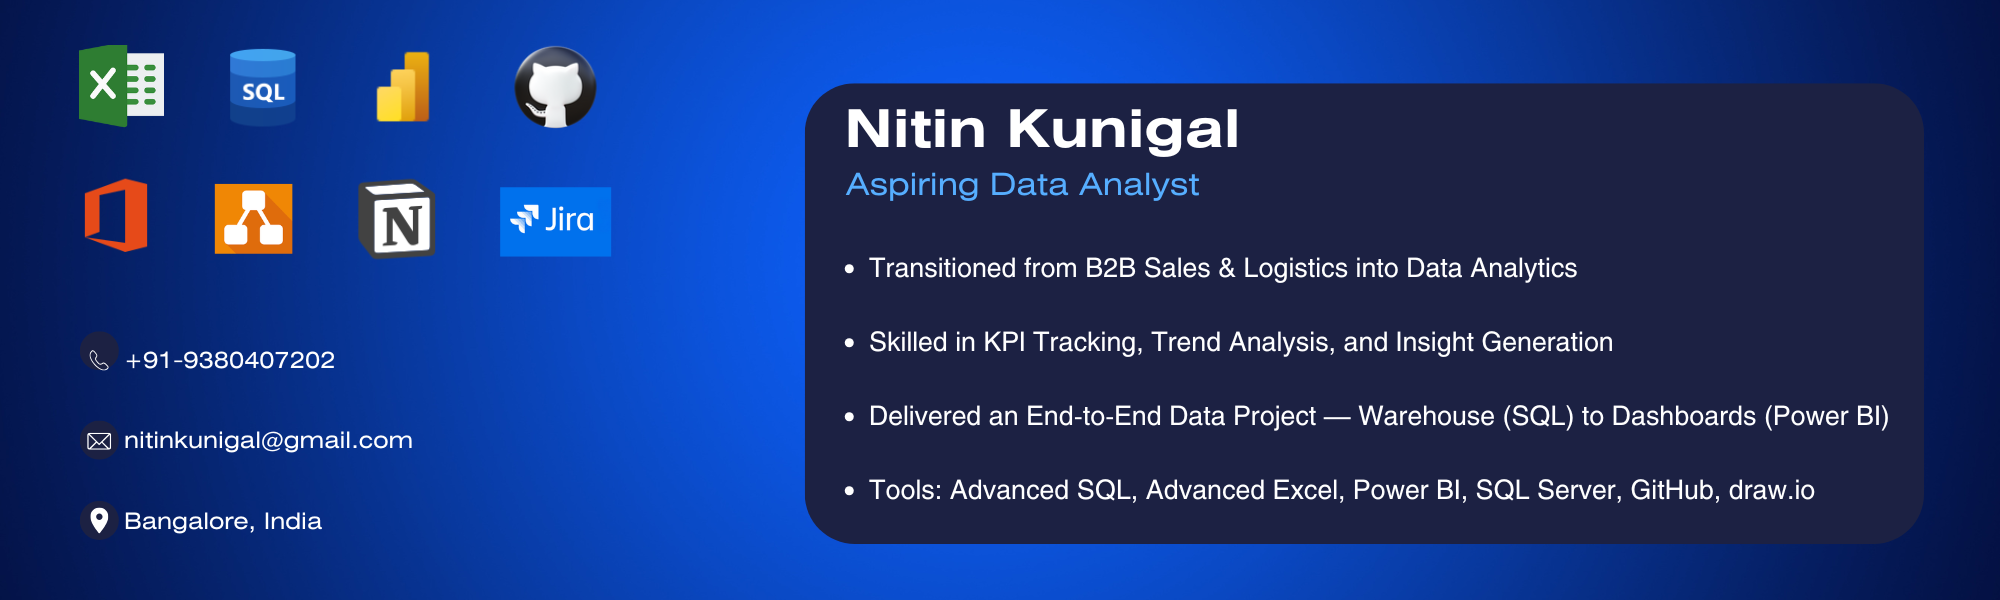 X
SQL
N
Jira
+91-9380407202
nitinkunigal@gmail.com
Bangalore, India
Nitin Kunigal
Aspiring Data Analyst
• Transitioned from B2B Sales & Logistics into Data Analytics
• Skilled in KPI Tracking, Trend Analysis, and Insight Generation
• Delivered an End-to-End Data Project — Warehouse (SQL) to Dashboards (Power BI)
• Tools: Advanced SQL, Advanced Excel, Power BI, SQL Server, GitHub, draw.io